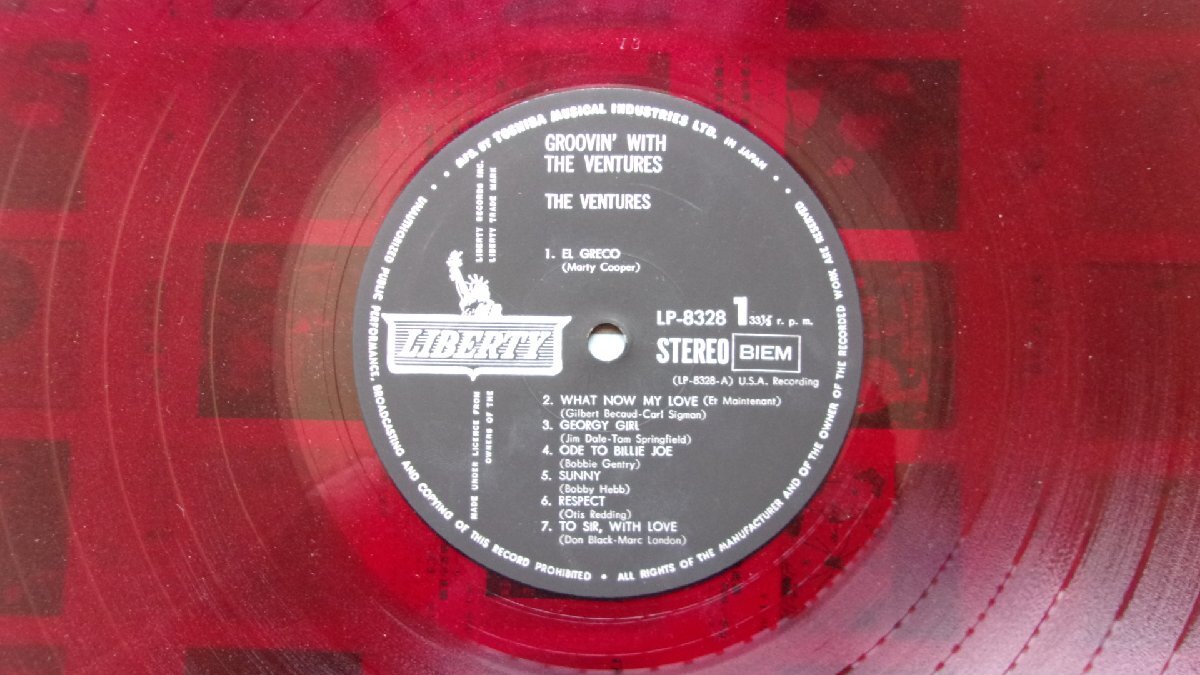 V3
MFG. BY TOSHIBA MUSICAL INDUSTRIES LTD. IN JAPAN • • ALL RIGHTS OF THE MANUFACTURER AND OF THE OWNER OF THE RECORDED WORK ARE RESERVED
UNAUTHORIZED PUBLIC PERFORMANCE, BROADCASTING AND COPYING OF THIS RECORD PROHIBITED •
GROOVIN' WITH
THE VENTURES
THE VENTURES
LIBERTY RECORDS INC.
LIBERTY TRADE MARK
1. EL GRECO
(Marty Cooper)
LIBERTY
LP-8328 1 33⅓ r. p. m.
STEREO BIEM
(LP-8328-A) U.S.A. Recording
MADE UNDER LICENCE FROM
OWNERS OF THE
2. WHAT NOW MY LOVE (Et Maintenant)
(Gilbert Becaud-Carl Sigman)
3. GEORGY GIRL
(Jim Dale-Tom Springfield)
4. ODE TO BILLIE JOE
(Bobbie Gentry)
5. SUNNY
(Bobby Hebb)
6. RESPECT
(Otis Redding)
7. TO SIR, WITH LOVE
(Don Black-Marc London)